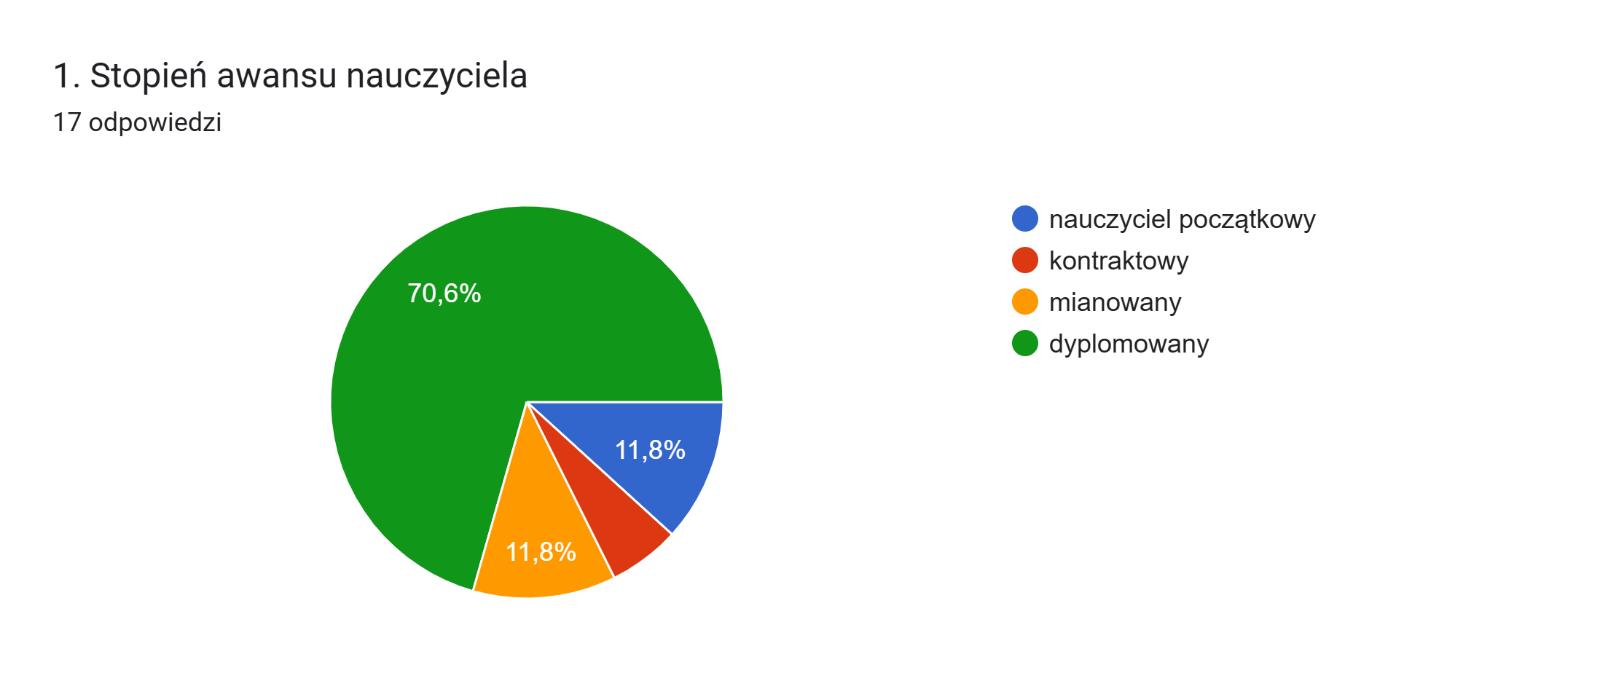 1. Stopień awansu nauczyciela
17 odpowiedzi
70,6%
11,8%
11,8%
nauczyciel początkowy
kontraktowy
mianowany
dyplomowany